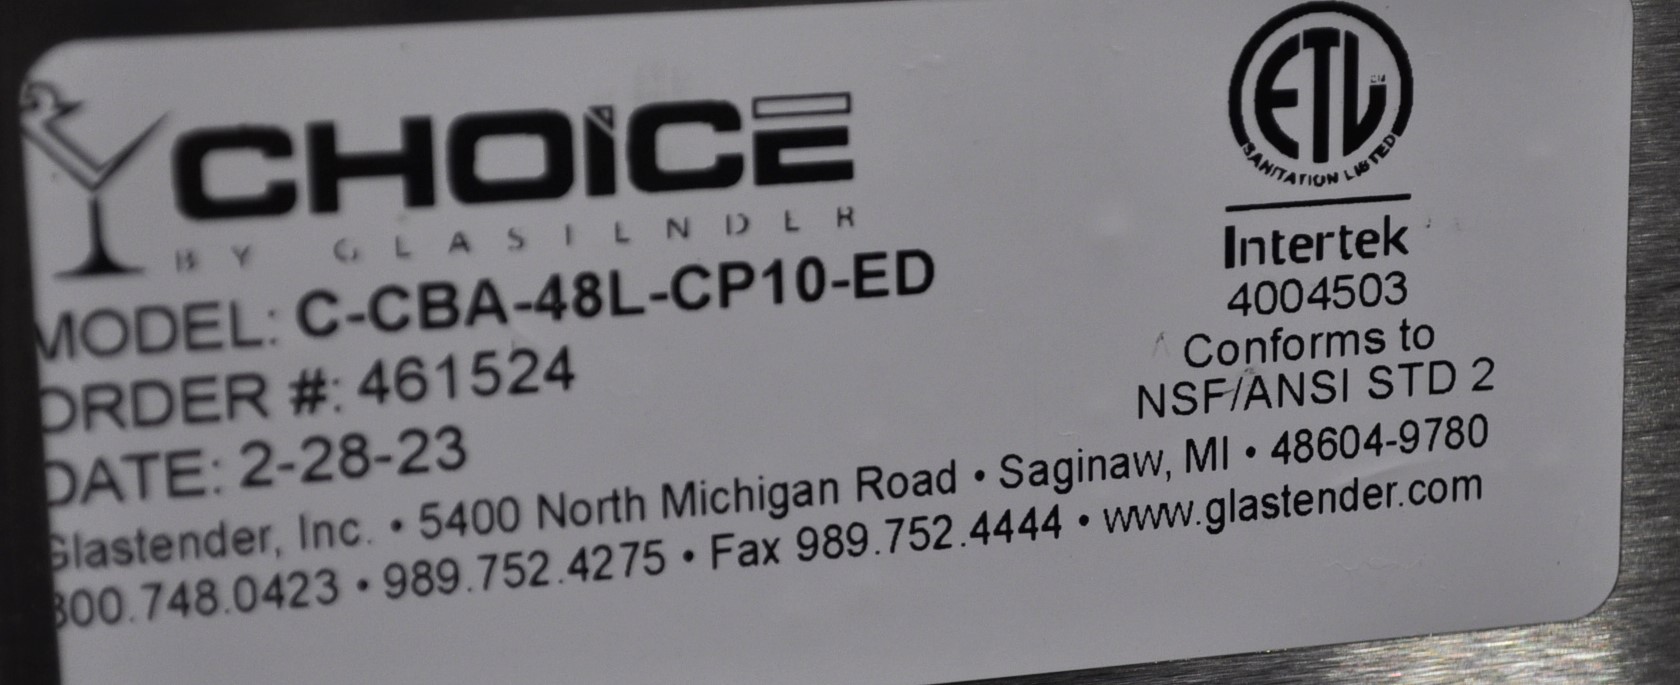 CHOICE
BY GLASTENDER
MODEL: C-CBA-48L-CP10-ED
ORDER #: 461524
DATE: 2-28-23
Glastender, Inc. • 5400 North Michigan Road • Saginaw, MI • 48604-9780
800.748.0423 • 989.752.4275 • Fax 989.752.4444 • www.glastender.com
ETL
SANITATION LISTED
Intertek
4004503
Conforms to
NSF/ANSI STD 2